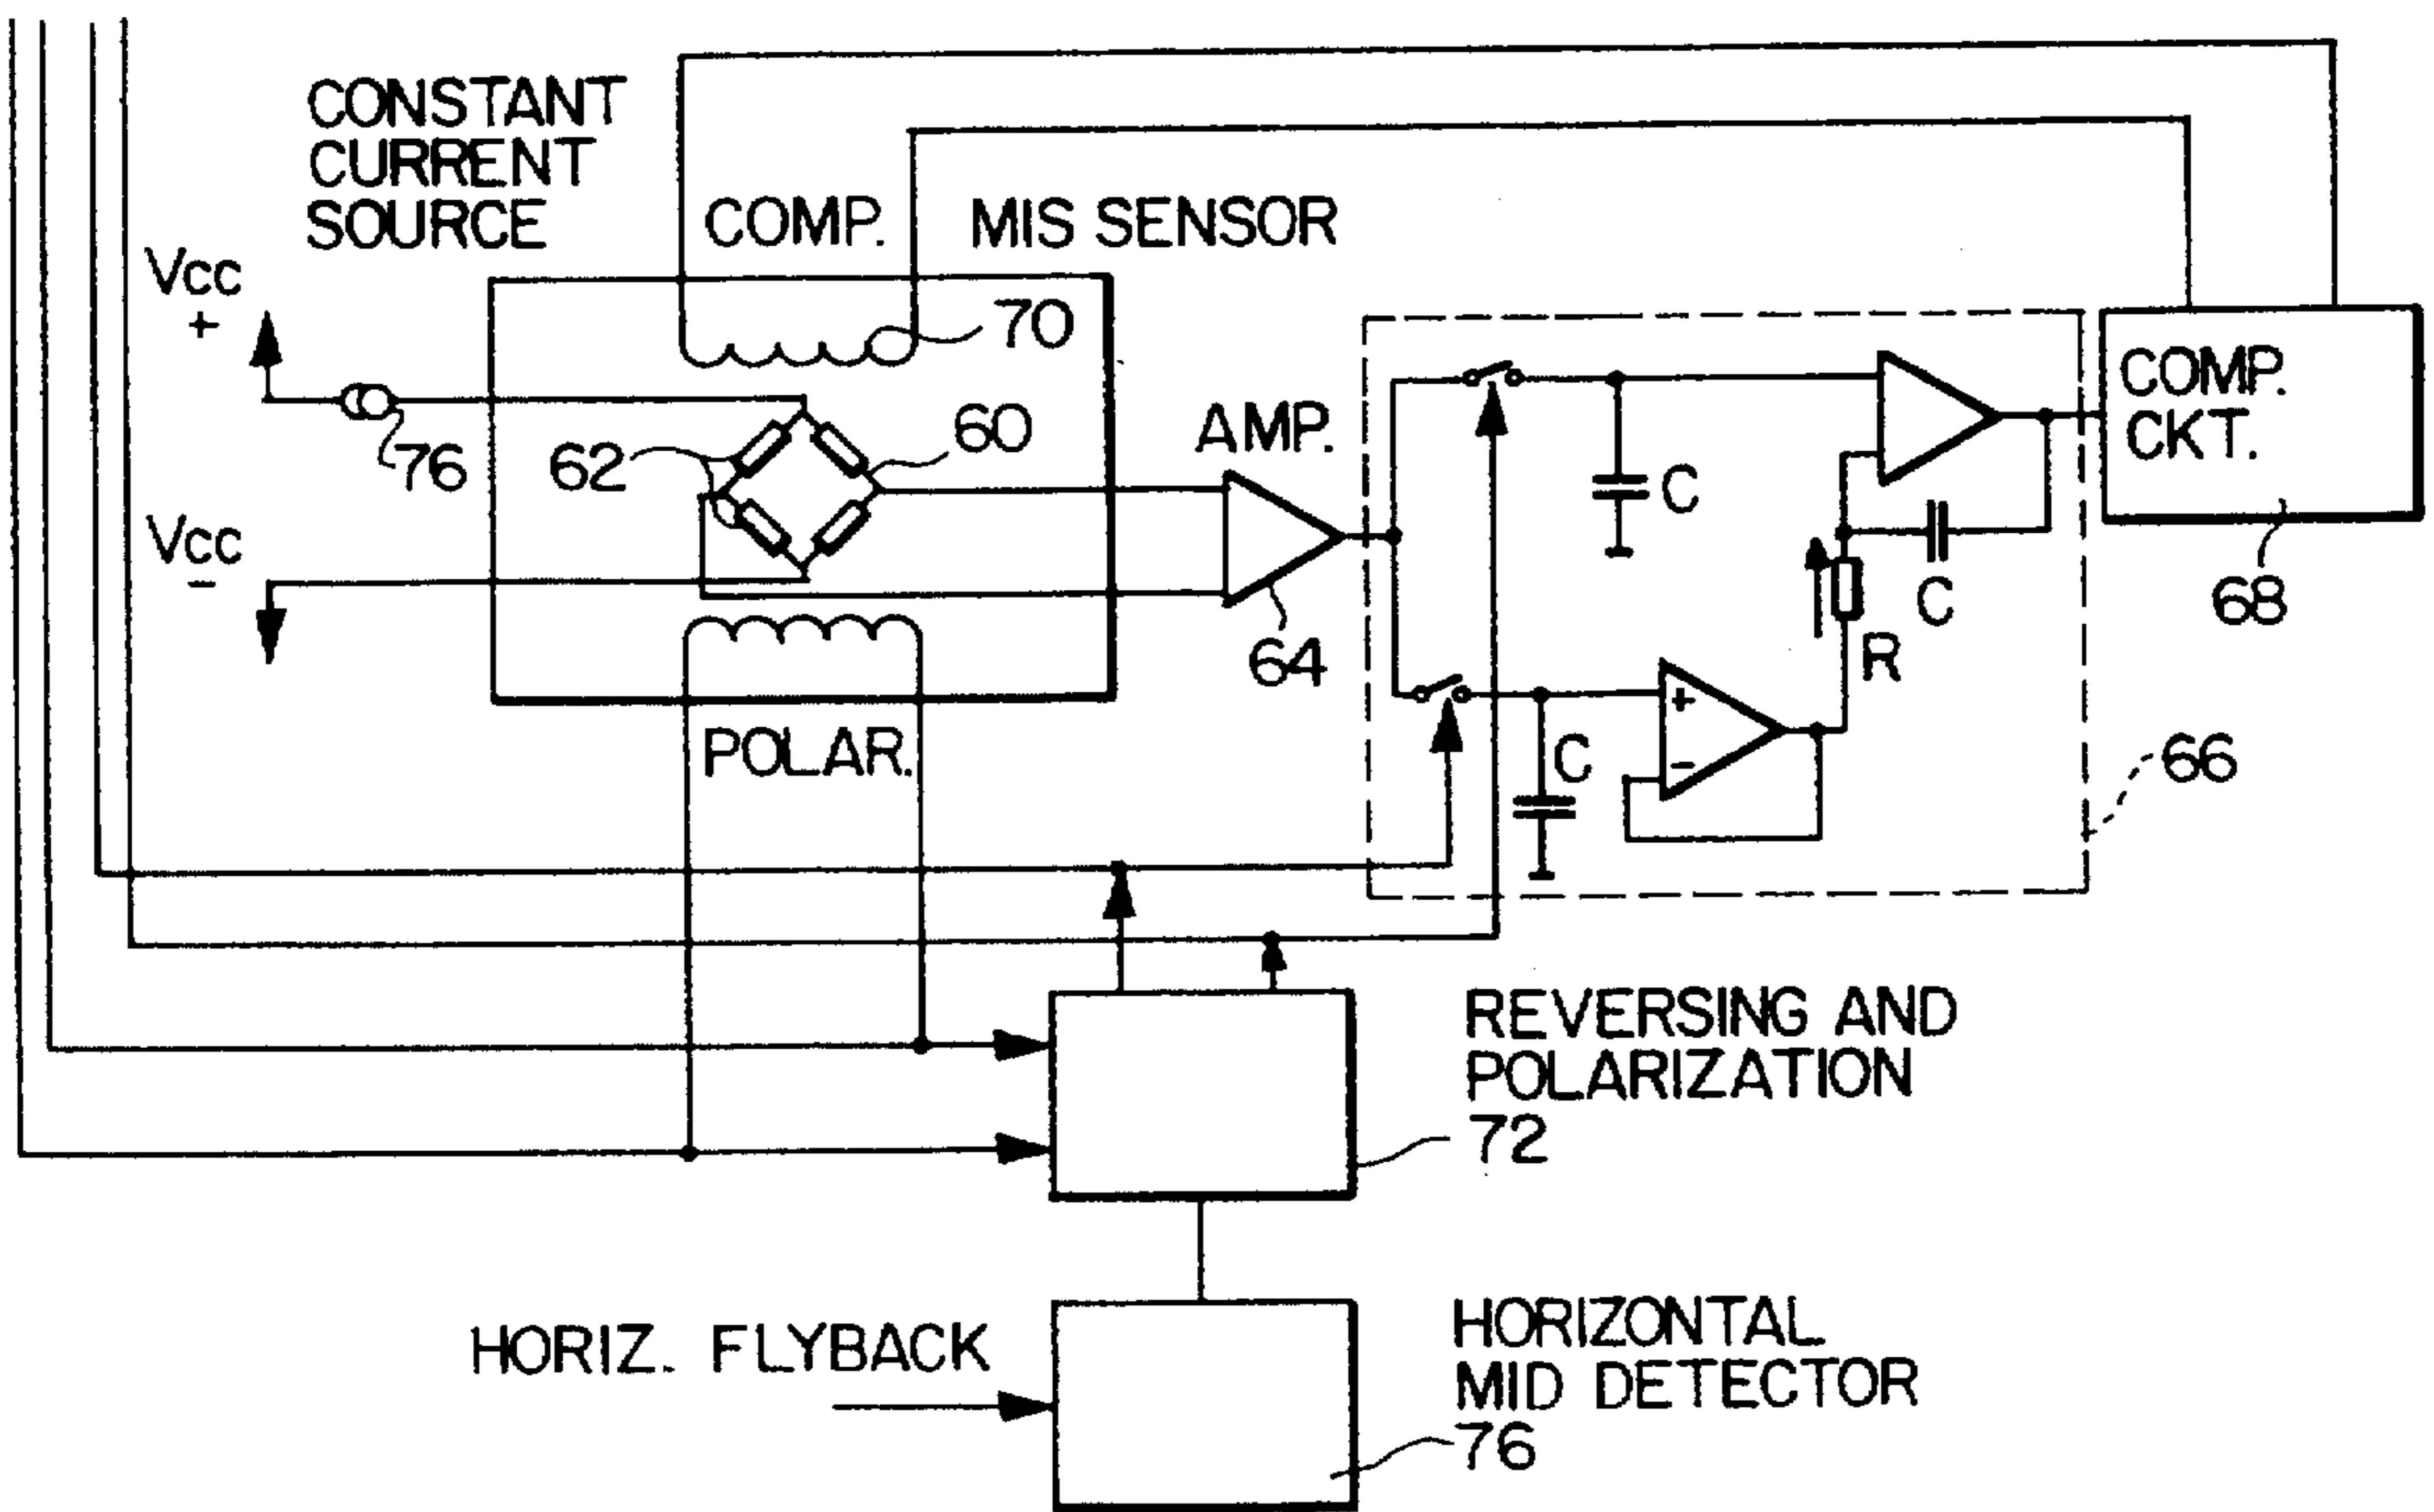 CONSTANT
CURRENT
SOURCE
COMP.
MIS SENSOR
Vcc
+
70
COMP.
CKT.
76
62
60
AMP.
C
Vcc
-
64
C
68
R
+
-
C
POLAR.
66
REVERSING AND
POLARIZATION
72
HORIZ. FLYBACK
HORIZONTAL
MID DETECTOR
76